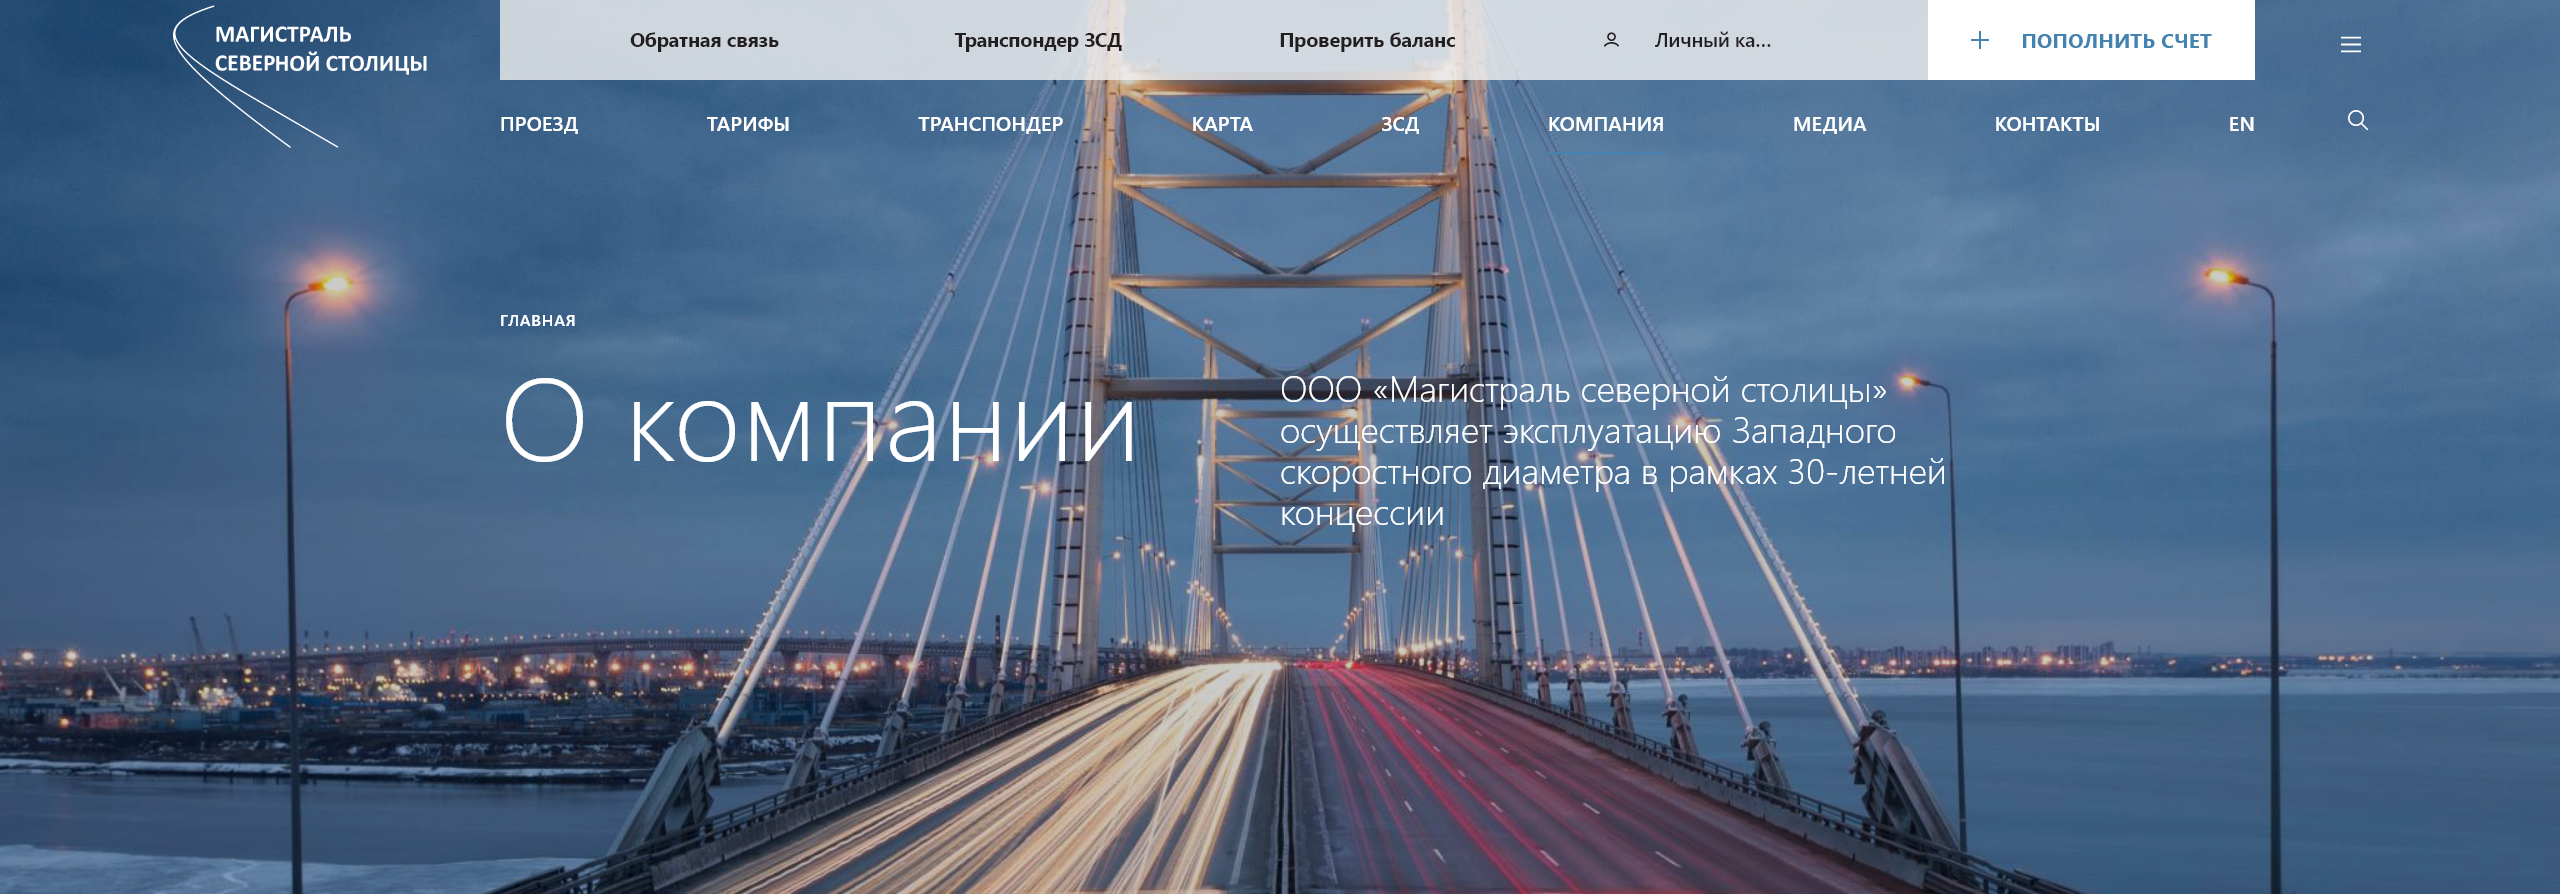 МАГИСТРАЛЬ
СЕВЕРНОЙ СТОЛИЦЫ
Обратная связь
Транспондер ЗСД
Проверить баланс
Личный ка...
ПОПОЛНИТЬ СЧЕТ
ПРОЕЗД
ТАРИФЫ
ТРАНСПОНДЕР
КАРТА
ЗСД
КОМПАНИЯ
МЕДИА
КОНТАКТЫ
EN
ГЛАВНАЯ
О компании
ООО «Магистраль северной столицы»
осуществляет эксплуатацию Западного
скоростного диаметра в рамках 30-летней
концессии